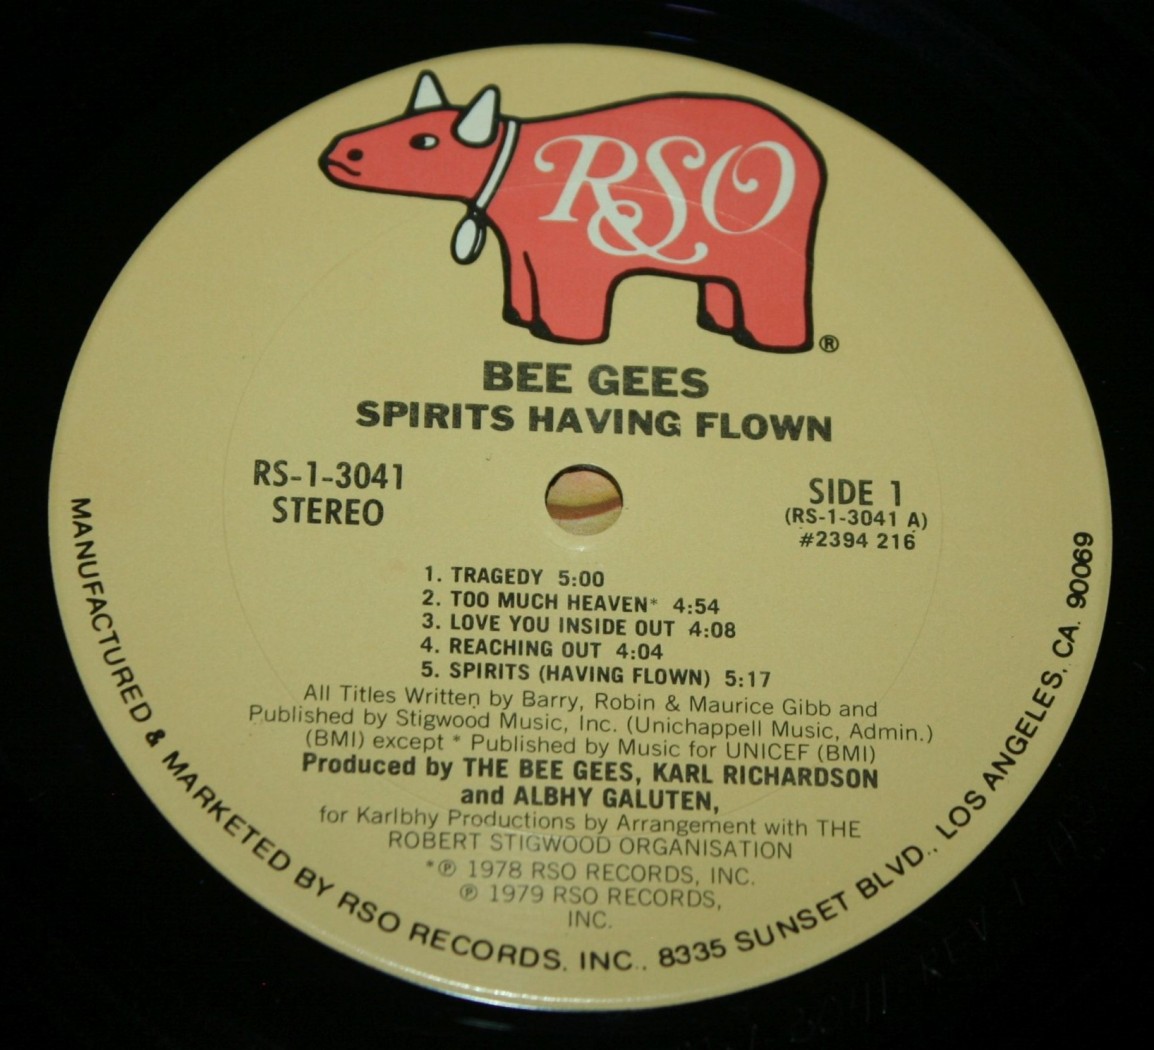 RSO
®
BEE GEES
SPIRITS HAVING FLOWN
RS-1-3041
STEREO
SIDE 1
(RS-1-3041 A)
#2394 216
1. TRAGEDY 5:00
2. TOO MUCH HEAVEN* 4:54
3. LOVE YOU INSIDE OUT 4:08
4. REACHING OUT 4:04
5. SPIRITS (HAVING FLOWN) 5:17
All Titles Written by Barry, Robin & Maurice Gibb and
Published by Stigwood Music, Inc. (Unichappell Music, Admin.)
(BMI) except * Published by Music for UNICEF (BMI)
Produced by THE BEE GEES, KARL RICHARDSON
and ALBHY GALUTEN,
for Karlbhy Productions by Arrangement with THE
ROBERT STIGWOOD ORGANISATION
*℗ 1978 RSO RECORDS, INC.
℗ 1979 RSO RECORDS,
INC.
MANUFACTURED & MARKETED BY RSO RECORDS, INC., 8335 SUNSET BLVD., LOS ANGELES, CA. 90069